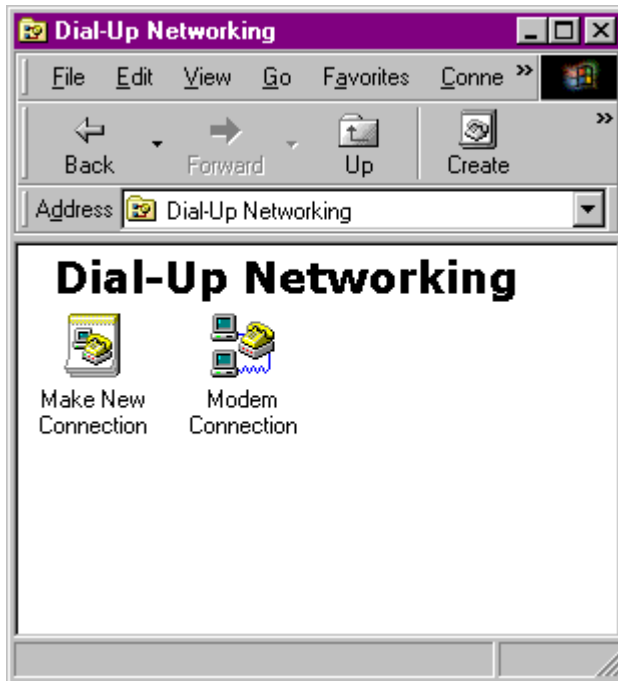 Dial-Up Networking
File Edit View Go Favorites Conne »
Back Forward Up Create »
Address Dial-Up Networking
Dial-Up Networking
Make New Connection
Modem Connection